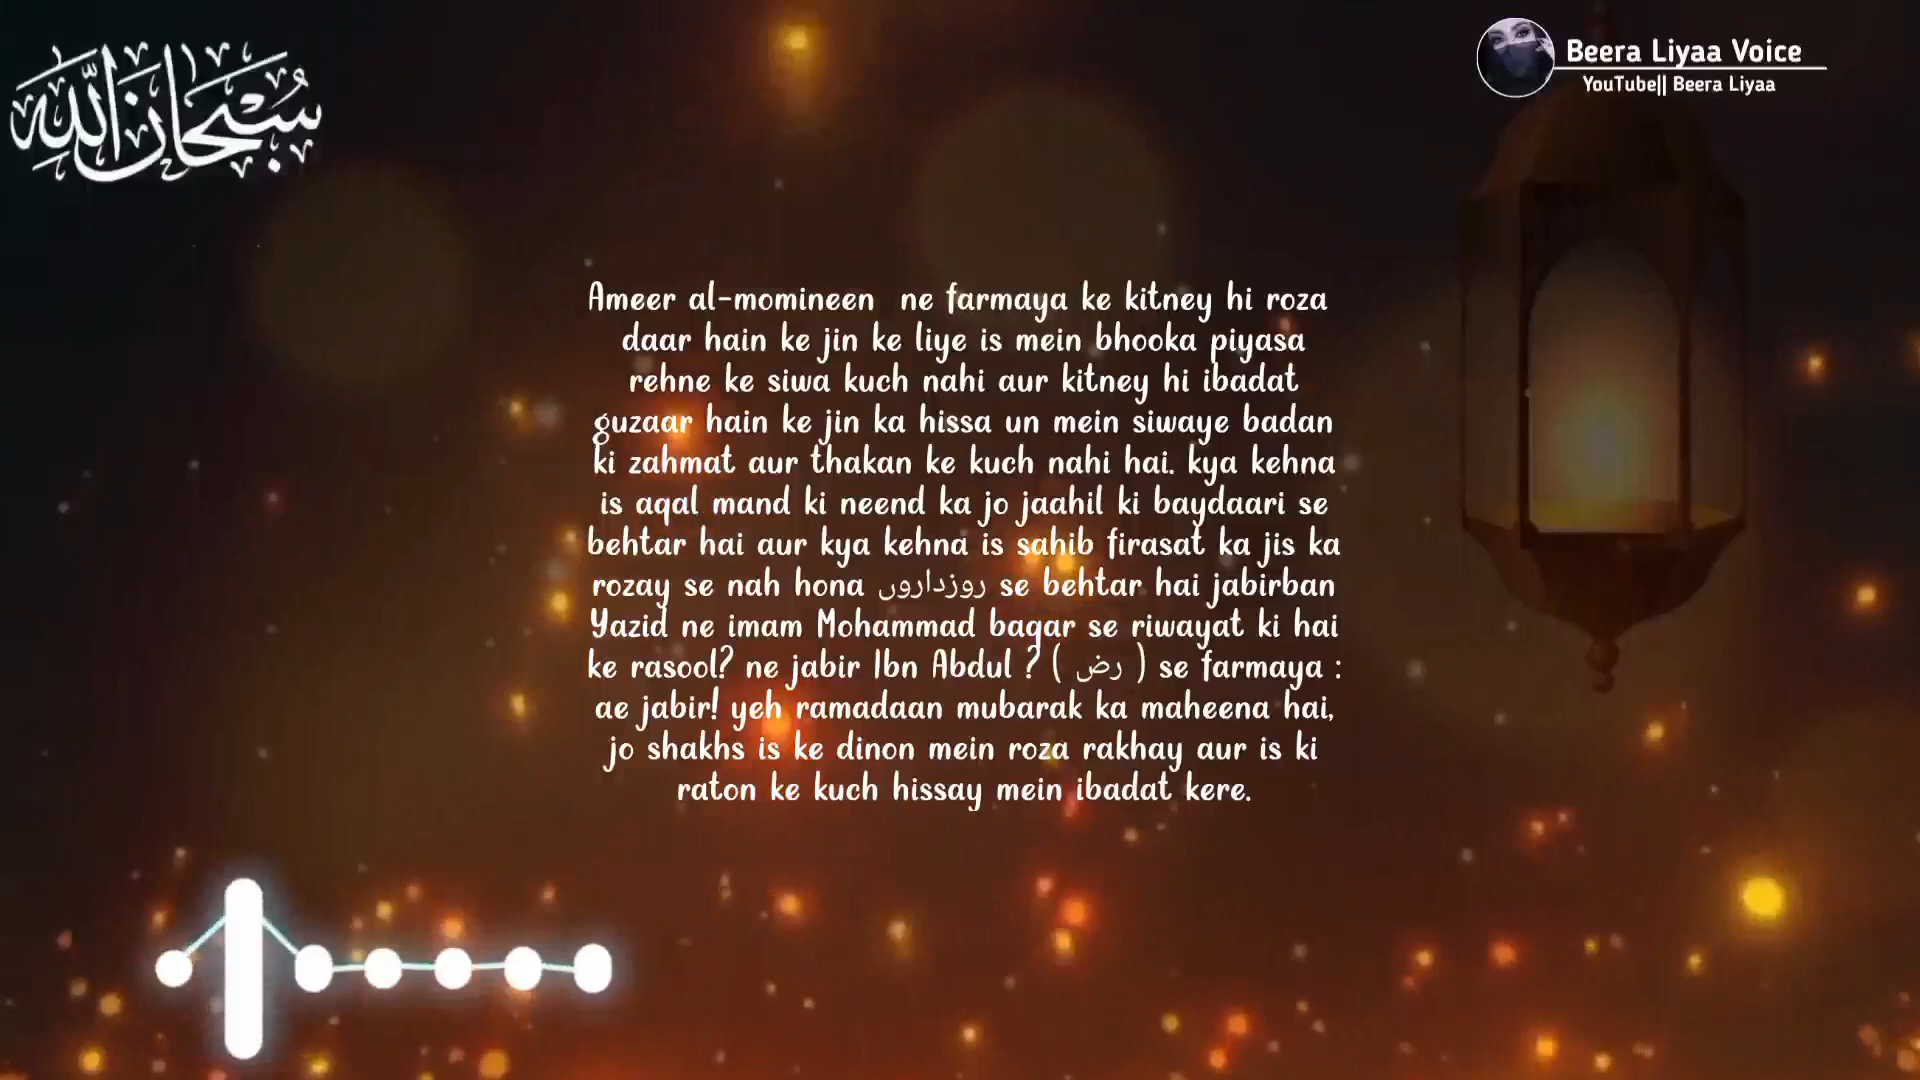 سُبْحَانَ اللّٰه
Beera Liyaa Voice
YouTube|| Beera Liyaa
Ameer al-momineen ne farmaya ke kitney hi roza
daar hain ke jin ke liye is mein bhooka piyasa
rehne ke siwa kuch nahi aur kitney hi ibadat
guzaar hain ke jin ka hissa un mein siwaye badan
ki zahmat aur thakan ke kuch nahi hai. kya kehna
is aqal mand ki neend ka jo jaahil ki baydaari se
behtar hai aur kya kehna is sahib firasat ka jis ka
rozay se nah hona روزداروں se behtar hai jabirban
Yazid ne imam Mohammad baqar se riwayat ki hai
ke rasool? ne jabir Ibn Abdul ? ( رض ) se farmaya :
ae jabir! yeh ramadaan mubarak ka maheena hai,
jo shakhs is ke dinon mein roza rakhay aur is ki
raton ke kuch hissay mein ibadat kere.